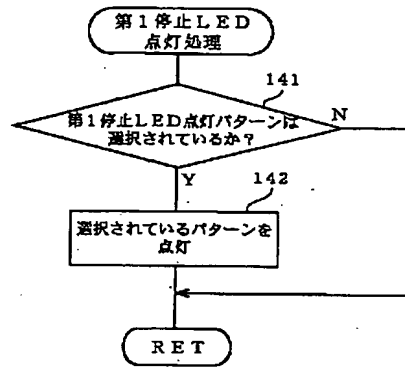 第1停止LED
点灯処理
141
第1停止LED点灯パターンは
選択されているか?
N
Y
142
選択されているパターンを
点灯
RET